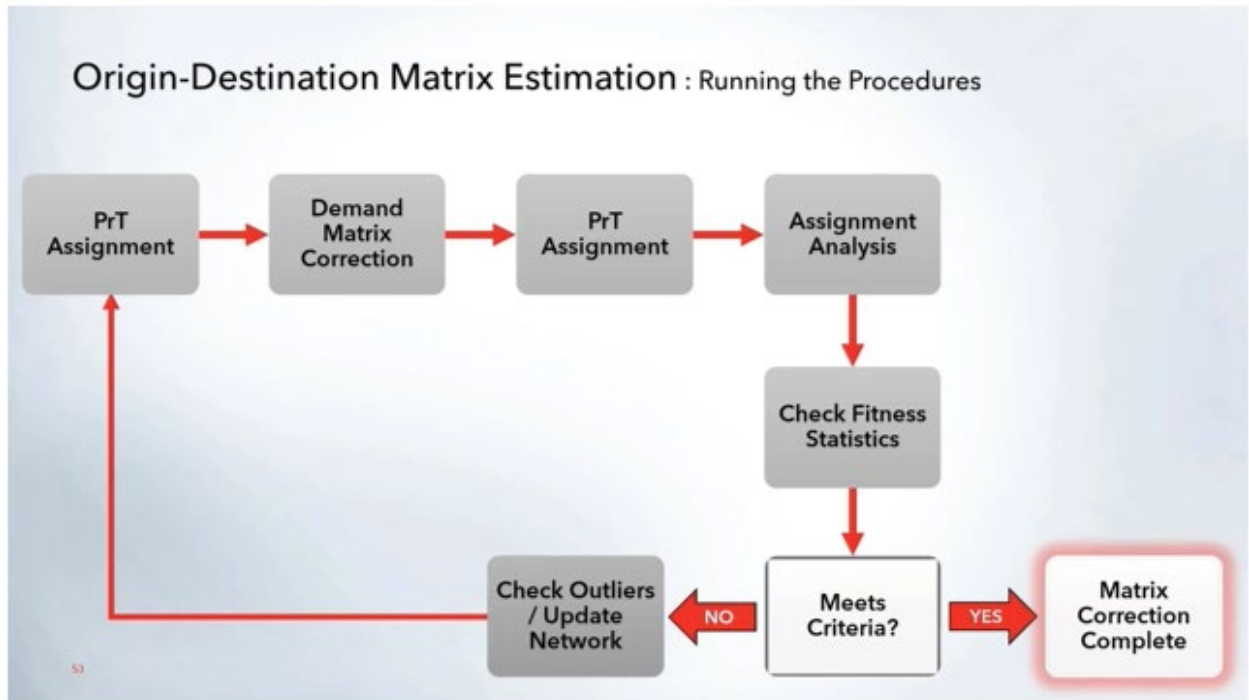 Origin-Destination Matrix Estimation : Running the Procedures
PrT
Assignment
Demand
Matrix
Correction
PrT
Assignment
Assignment
Analysis
Check Fitness
Statistics
Meets
Criteria?
NO
YES
Check Outliers
/ Update
Network
Matrix
Correction
Complete
53